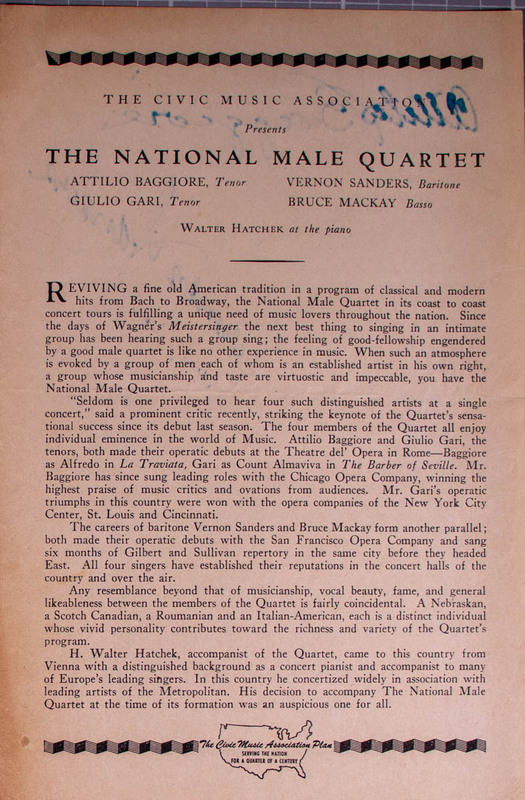 THE CIVIC MUSIC ASSOCIATION
Presents
THE NATIONAL MALE QUARTET
ATTILIO BAGGIORE, Tenor VERNON SANDERS, Baritone
GIULIO GARI, Tenor BRUCE MACKAY Basso
WALTER HATCHEK at the piano
REVIVING a fine old American tradition in a program of classical and modern
hits from Bach to Broadway, the National Male Quartet in its coast to coast
concert tours is fulfilling a unique need of music lovers throughout the nation. Since
the days of Wagner's Meistersinger the next best thing to singing in an intimate
group has been hearing such a group sing; the feeling of good-fellowship engendered
by a good male quartet is like no other experience in music. When such an atmosphere
is evoked by a group of men each of whom is an established artist in his own right,
a group whose musicianship and taste are virtuostic and impeccable, you have the
National Male Quartet.
"Seldom is one privileged to hear four such distinguished artists at a single
concert," said a prominent critic recently, striking the keynote of the Quartet's sensa-
tional success since its debut last season. The four members of the Quartet all enjoy
individual eminence in the world of Music. Attilio Baggiore and Giulio Gari, the
tenors, both made their operatic debuts at the Theatre del' Opera in Rome—Baggiore
as Alfredo in La Traviata, Gari as Count Almaviva in The Barber of Seville. Mr.
Baggiore has since sung leading roles with the Chicago Opera Company, winning the
highest praise of music critics and ovations from audiences. Mr. Gari's operatic
triumphs in this country were won with the opera companies of the New York City
Center, St. Louis and Cincinnati.
The careers of baritone Vernon Sanders and Bruce Mackay form another parallel;
both made their operatic debuts with the San Francisco Opera Company and sang
six months of Gilbert and Sullivan repertory in the same city before they headed
East. All four singers have established their reputations in the concert halls of the
country and over the air.
Any resemblance beyond that of musicianship, vocal beauty, fame, and general
likeableness between the members of the Quartet is fairly coincidental. A Nebraskan,
a Scotch Canadian, a Roumanian and an Italian-American, each is a distinct individual
whose vivid personality contributes toward the richness and variety of the Quartet's
program.
H. Walter Hatchek, accompanist of the Quartet, came to this country from
Vienna with a distinguished background as a concert pianist and accompanist to many
of Europe's leading singers. In this country he concertized widely in association with
leading artists of the Metropolitan. His decision to accompany The National Male
Quartet at the time of its formation was an auspicious one for all.
The Civic Music Association Plan
SERVING THE NATION
FOR A QUARTER OF A CENTURY